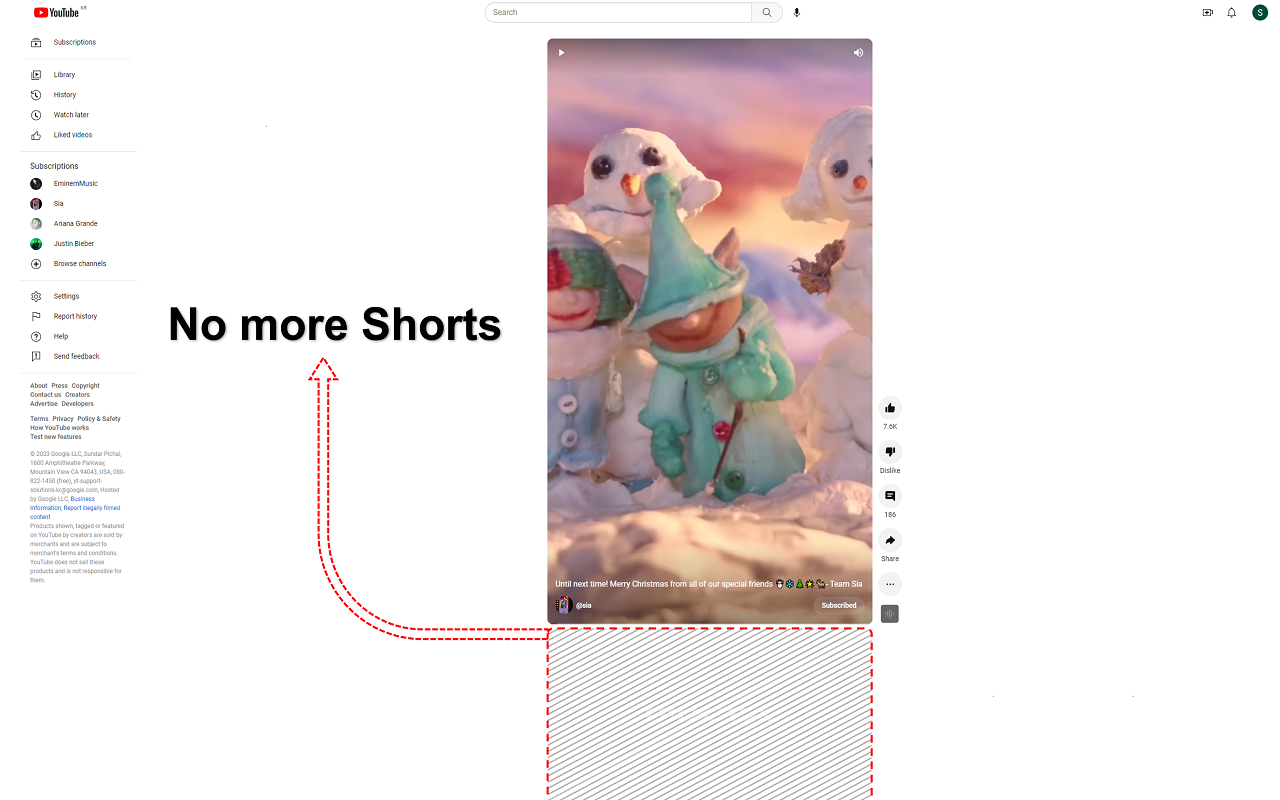 YouTube KR
Search
S
Subscriptions
Library
History
Watch later
Liked videos
Subscriptions
EminemMusic
Sia
Ariana Grande
Justin Bieber
Browse channels
Settings
Report history
Help
Send feedback
About Press Copyright
Contact us Creators
Advertise Developers
Terms Privacy Policy & Safety
How YouTube works
Test new features
© 2023 Google LLC, Sundar Pichai,
1600 Amphitheatre Parkway,
Mountain View CA 94043, USA, 080-
822-1450 (free), yt-support-
solutions-kr@google.com, Hosted
by Google LLC, Business
Information, Report illegally filmed
content
Products shown, tagged or featured
on YouTube by creators are sold by
merchants and are subject to
merchant's terms and conditions.
YouTube does not sell these
products and is not responsible for
them.
No more Shorts
7.6K
Dislike
186
Share
Until next time! Merry Christmas from all of our special friends ⛄❄️🎄🌟🐿️- Team Sia
@sia
Subscribed